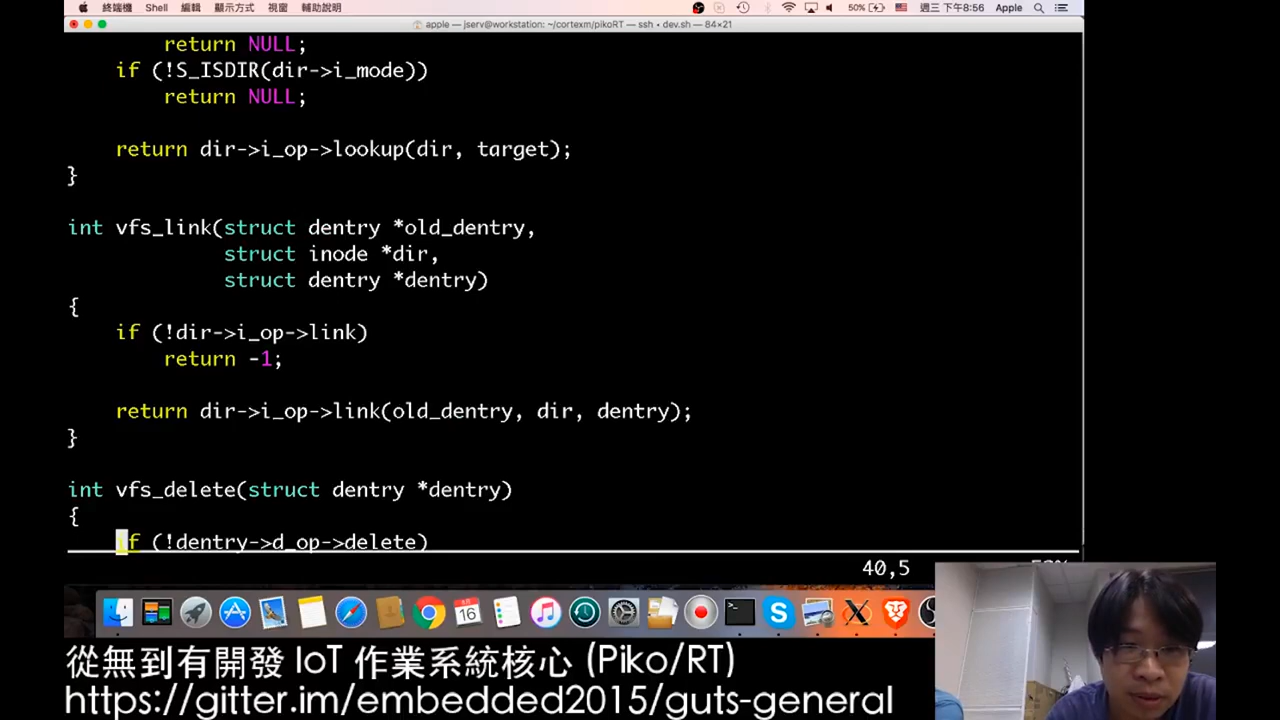 終端機 Shell 編輯 顯示方式 視窗 輔助說明 50% 週三 下午8:56 Apple
apple — jserv@workstation: ~/cortexm/pikoRT — ssh • dev.sh — 84×21
return NULL;
if (!S_ISDIR(dir->i_mode))
return NULL;
return dir->i_op->lookup(dir, target);
}
int vfs_link(struct dentry *old_dentry,
struct inode *dir,
struct dentry *dentry)
{
if (!dir->i_op->link)
return -1;
return dir->i_op->link(old_dentry, dir, dentry);
}
int vfs_delete(struct dentry *dentry)
{
if (!dentry->d_op->delete)
40,5
16
從無到有開發 IoT 作業系統核心 (Piko/RT)
https://gitter.im/embedded2015/guts-general